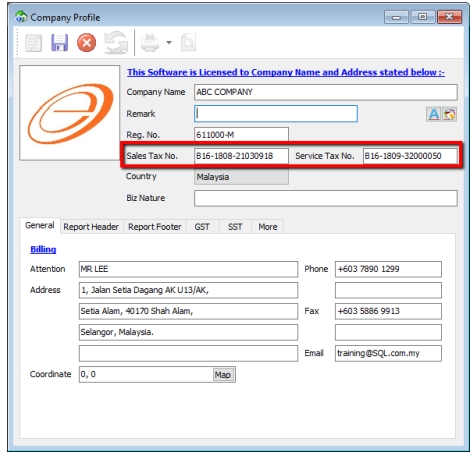 Company Profile
This Software is Licensed to Company Name and Address stated below :-
Company Name ABC COMPANY
Remark
A
Reg. No. 611000-M
Sales Tax No. B16-1808-21030918 Service Tax No. B16-1809-32000050
Country Malaysia
Biz Nature
General Report Header Report Footer GST SST More
Billing
Attention MR LEE Phone +603 7890 1299
Address 1, Jalan Setia Dagang AK U13/AK,
Setia Alam, 40170 Shah Alam, Fax +603 5886 9913
Selangor, Malaysia.
Email training@SQL.com.my
Coordinate 0, 0 Map